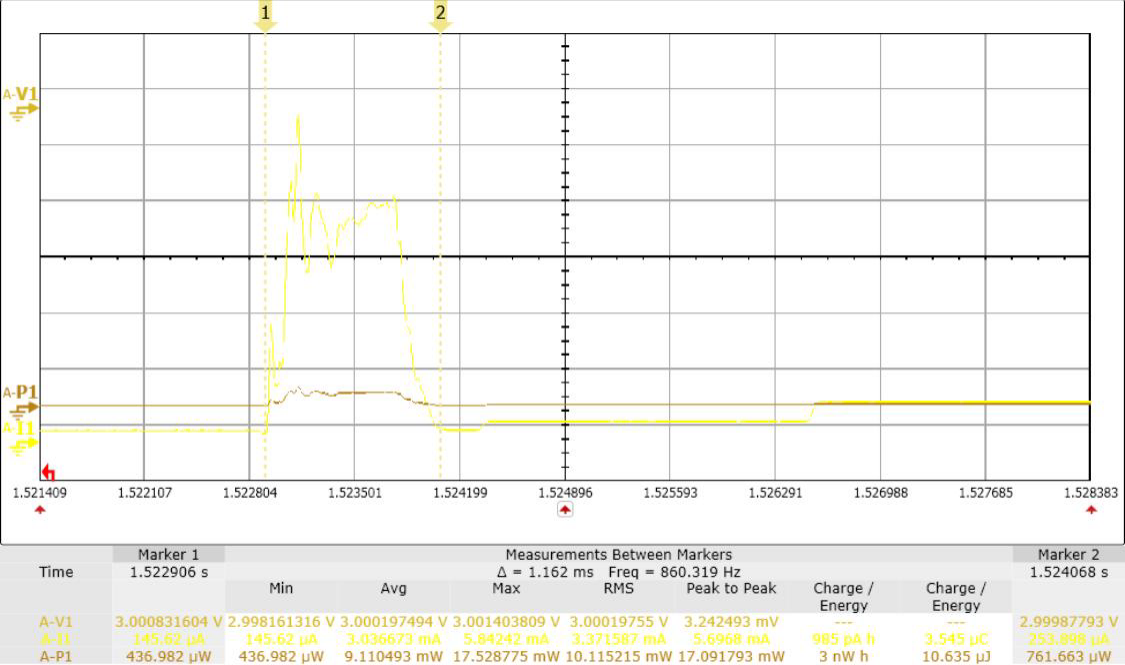 1 2
A-V1
A-P1
A-I1
1.521409 1.522107 1.522804 1.523501 1.524199 1.524896 1.525593 1.526291 1.526988 1.527685 1.528383
Marker 1 Measurements Between Markers Marker 2
Time 1.522906 s Δ = 1.162 ms Freq = 860.319 Hz 1.524068 s
Min Avg Max RMS Peak to Peak Charge / Charge /
Energy Energy
A-V1 3.000831604 V 2.998161316 V 3.000197494 V 3.001403809 V 3.00019755 V 3.242493 mV --- --- 2.99987793 V
A-I1 145.62 µA 145.62 µA 3.036673 mA 5.84242 mA 3.371587 mA 5.6968 mA 985 pA h 3.545 µC 253.898 µA
A-P1 436.982 µW 436.982 µW 9.110493 mW 17.528775 mW 10.115215 mW 17.091793 mW 3 nW h 10.635 µJ 761.663 µW